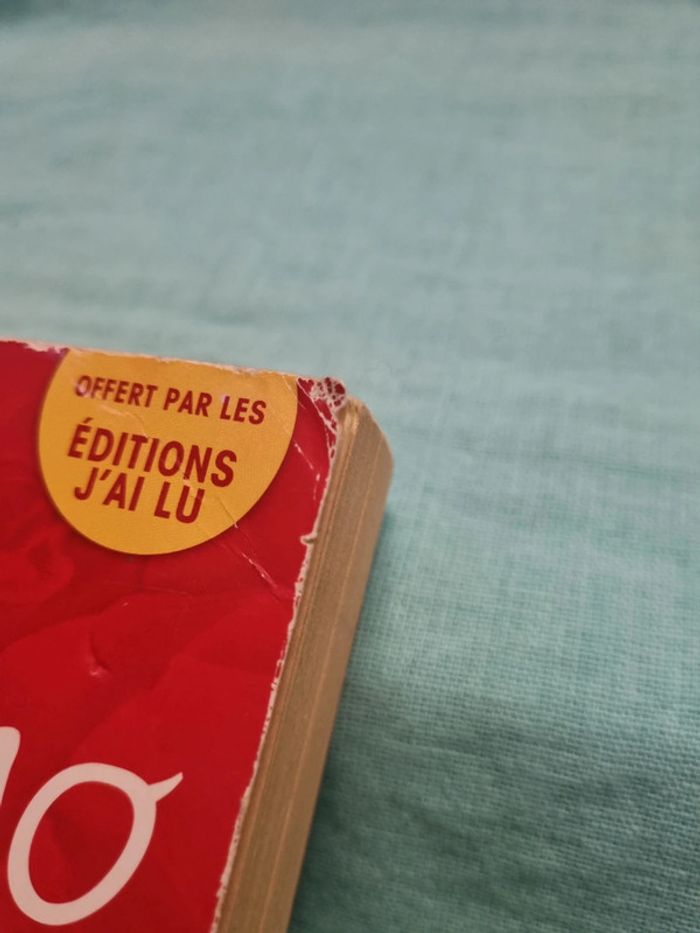 OFFERT PAR LES
ÉDITIONS
J'AI LU
o